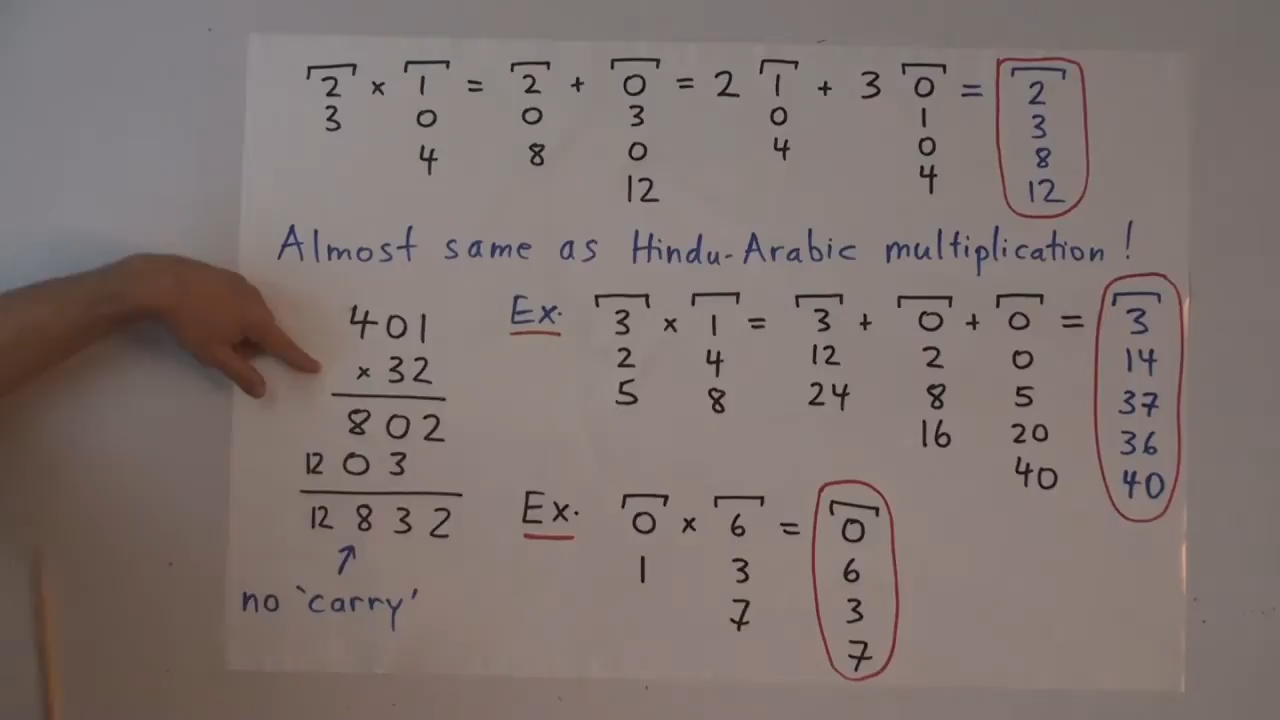 2 × 1 = 2 + 0 = 2 1 + 3 0 = 2
3 0 0 3 0 1 3
4 8 0 4 0 8
12 4 12
Almost same as Hindu-Arabic multiplication!
401
× 32
802
12 0 3
12 8 3 2
no 'carry'
Ex. 3 × 1 = 3 + 0 + 0 = 3
2 4 12 2 0 14
5 8 24 8 5 37
16 20 36
40 40
Ex. 0 × 6 = 0
1 3 6
7 3
7